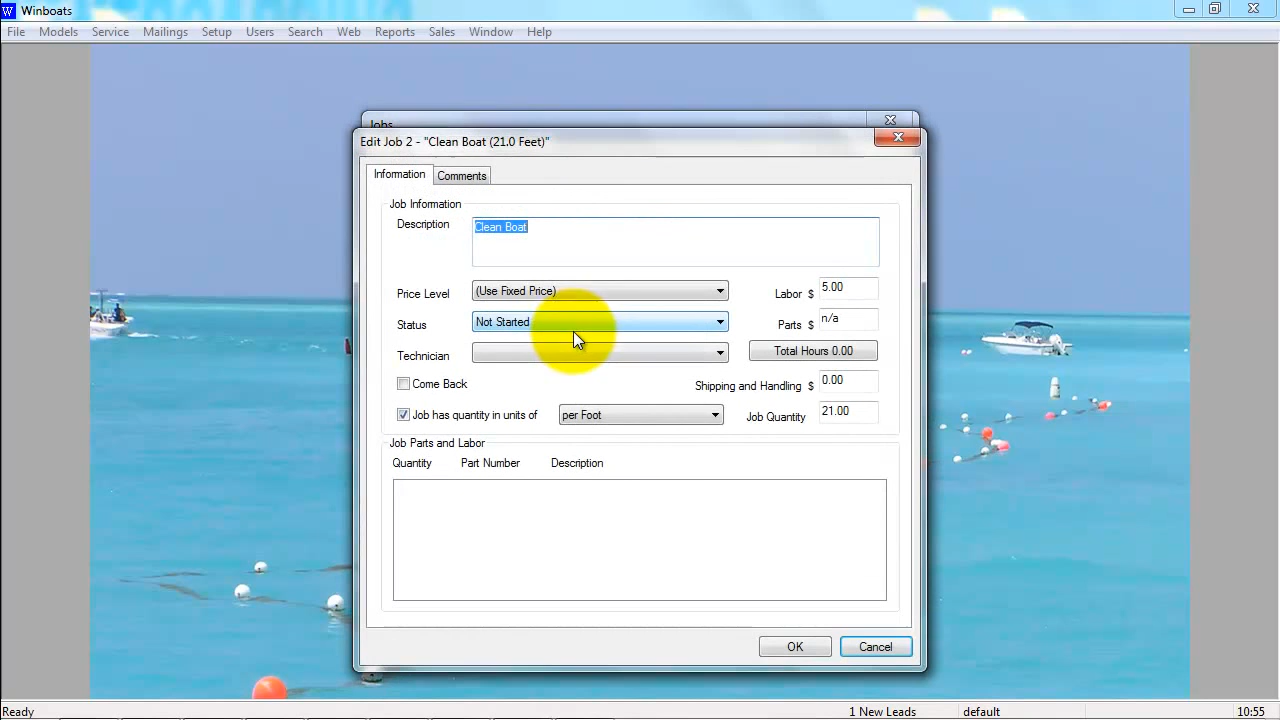 Winboats
File Models Service Mailings Setup Users Search Web Reports Sales Window Help
Jobs
Edit Job 2 - "Clean Boat (21.0 Feet)"
Information Comments
Job Information
Description Clean Boat
Price Level (Use Fixed Price) Labor $ 5.00
Status Not Started Parts $ n/a
Technician Total Hours 0.00
Come Back Shipping and Handling $ 0.00
Job has quantity in units of per Foot Job Quantity 21.00
Job Parts and Labor
Quantity Part Number Description
OK Cancel
Ready 1 New Leads default 10:55